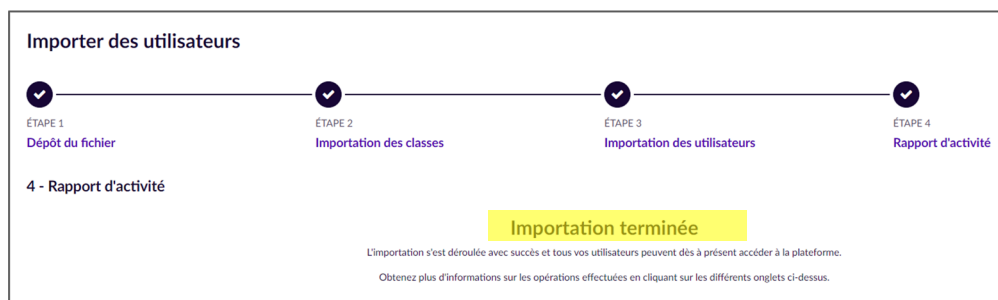 Importer des utilisateurs
ÉTAPE 1
Dépôt du fichier
ÉTAPE 2
Importation des classes
ÉTAPE 3
Importation des utilisateurs
ÉTAPE 4
Rapport d'activité
4 - Rapport d'activité
Importation terminée
L'importation s'est déroulée avec succès et tous vos utilisateurs peuvent dès à présent accéder à la plateforme.
Obtenez plus d'informations sur les opérations effectuées en cliquant sur les différents onglets ci-dessus.